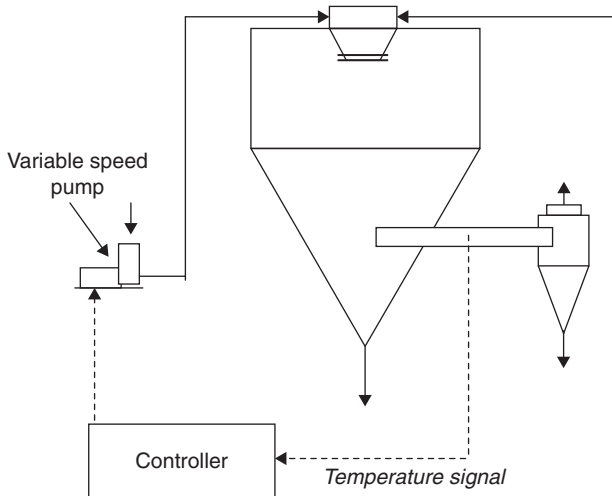 Variable speed
pump
Controller
Temperature signal